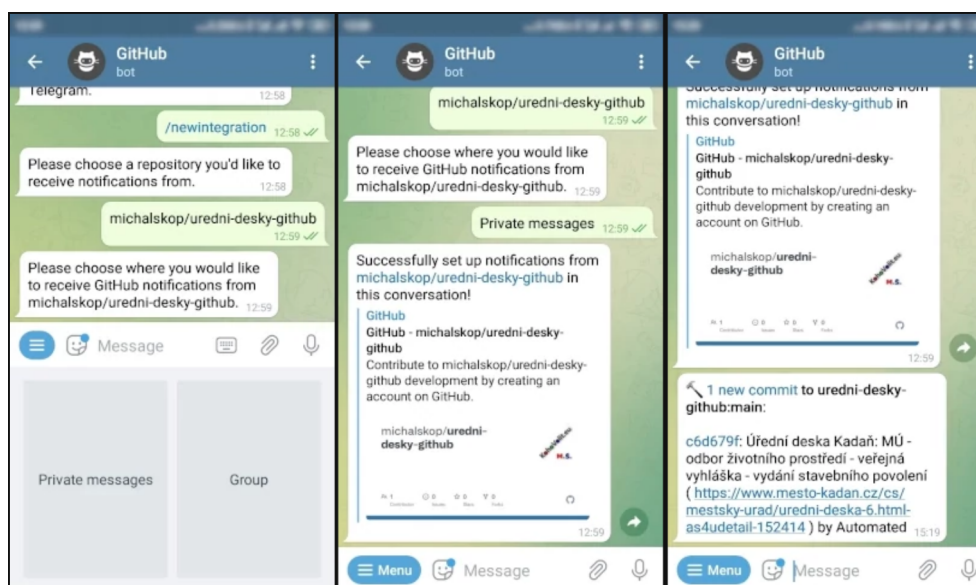 GitHub
bot
Telegram.
12:58
/newintegration 12:58
Please choose a repository you'd like
to receive notifications from.
12:58
michalskop/uredni-desky-github
12:59
Please choose where you would like
to receive GitHub notifications from
michalskop/uredni-desky-github. 12:59
Message
Private messages
Group
GitHub
bot
michalskop/uredni-desky-github
12:59
Please choose where you would like
to receive GitHub notifications from
michalskop/uredni-desky-github. 12:59
Private messages 12:59
Successfully set up notifications from
michalskop/uredni-desky-github in
this conversation!
GitHub
GitHub - michalskop/uredni-desky-
github
Contribute to michalskop/uredni-desky-
github development by creating an
account on GitHub.
michalskop/uredni-
desky-github
M.S.
12:59
Menu
Message
GitHub
bot
Successfully set up notifications from
michalskop/uredni-desky-github in
this conversation!
GitHub
GitHub - michalskop/uredni-desky-
github
Contribute to michalskop/uredni-desky-
github development by creating an
account on GitHub.
michalskop/uredni-
desky-github
M.S.
12:59
1 new commit to uredni-desky-
github:main:
c6d679f: Úřední deska Kadaň: MÚ -
odbor životního prostředí - veřejná
vyhláška - vydání stavebního povolení
( https://www.mesto-kadan.cz/cs/
mestsky-urad/uredni-deska-6.html-
as4udetail-152414 ) by Automated 15:19
Menu
Message